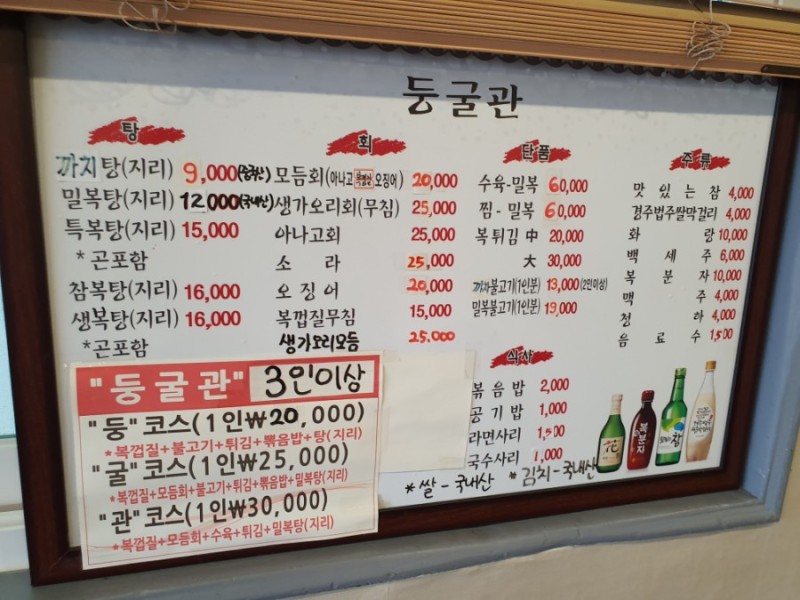 둥굴관
탕
까치탕(지리) 9,000(중국산)
밀복탕(지리) 12,000(국내산)
특복탕(지리) 15,000
*곤포함
참복탕(지리) 16,000
생복탕(지리) 16,000
*곤포함
회
모듬회(아나고 복껍질 오징어) 20,000
생가오리회(무침) 25,000
아나고회 25,000
소라 25,000
오징어 20,000
복껍질무침 15,000
생가오리모듬 25,000
단품
수육-밀복 60,000
찜-밀복 60,000
복튀김 中 20,000
大 30,000
까치불고기(1인분) 13,000(2인이상)
밀복불고기(1인분) 19,000
식사
볶음밥 2,000
공기밥 1,000
라면사리 1,500
국수사리 1,000
*쌀-국내산 *김치-국내산
주류
맛있는참 4,000
경주법주쌀막걸리 4,000
화랑 10,000
백세주 6,000
복분자 10,000
맥주 4,000
청하 4,000
음료수 1,500
"둥굴관" 3인이상
"둥"코스(1인₩20,000)
*복껍질+불고기+튀김+볶음밥+탕(지리)
"굴"코스(1인₩25,000)
*복껍질+모듬회+불고기+튀김+볶음밥+밀복탕(지리)
"관"코스(1인₩30,000)
*복껍질+모듬회+수육+튀김+밀복탕(지리)
花
복분자
참